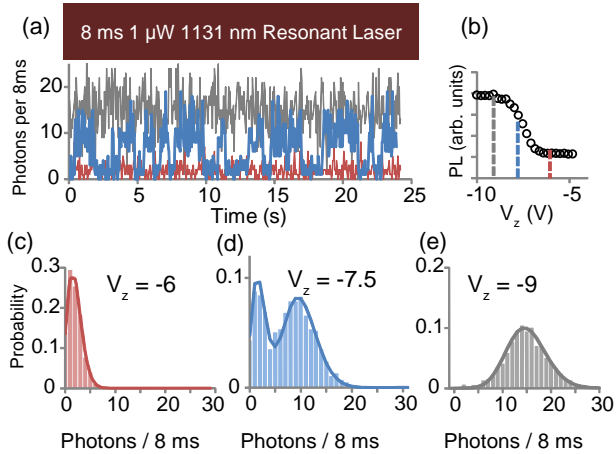 (a)
8 ms 1 µW 1131 nm Resonant Laser
Photons per 8ms
20
10
0
0 5 10 15 20 25
Time (s)
(b)
PL (arb. units)
-10 -5
V_z (V)
(c)
V_z = -6
Probability
0.3
0.2
0.1
0
0 10 20 30
Photons / 8 ms
(d)
V_z = -7.5
0.1
0
0 10 20 30
Photons / 8 ms
(e)
V_z = -9
0.2
0.1
0
0 10 20 30
Photons / 8 ms